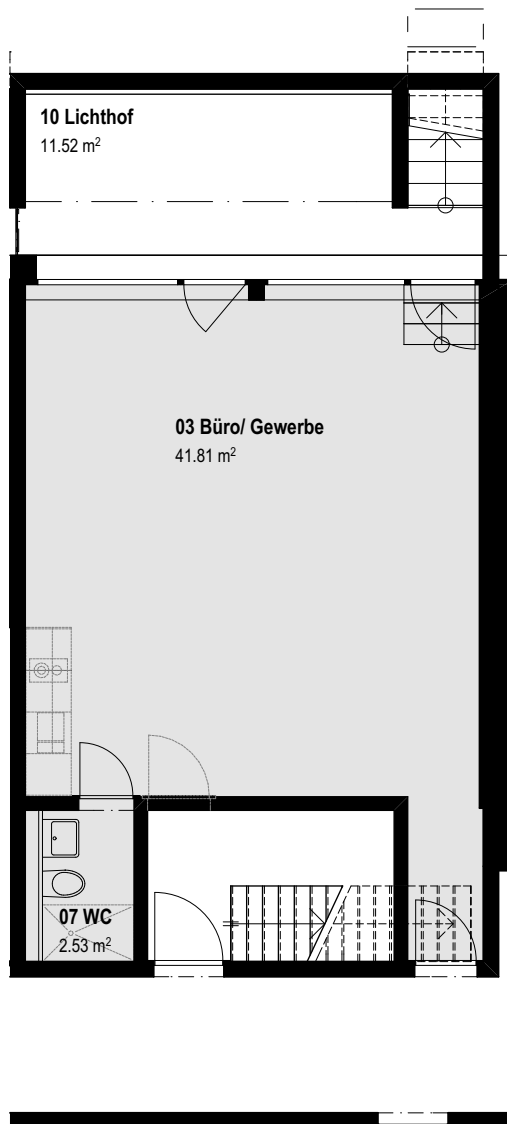 10 Lichthof
11.52 m²
03 Büro/ Gewerbe
41.81 m²
07 WC
2.53 m²